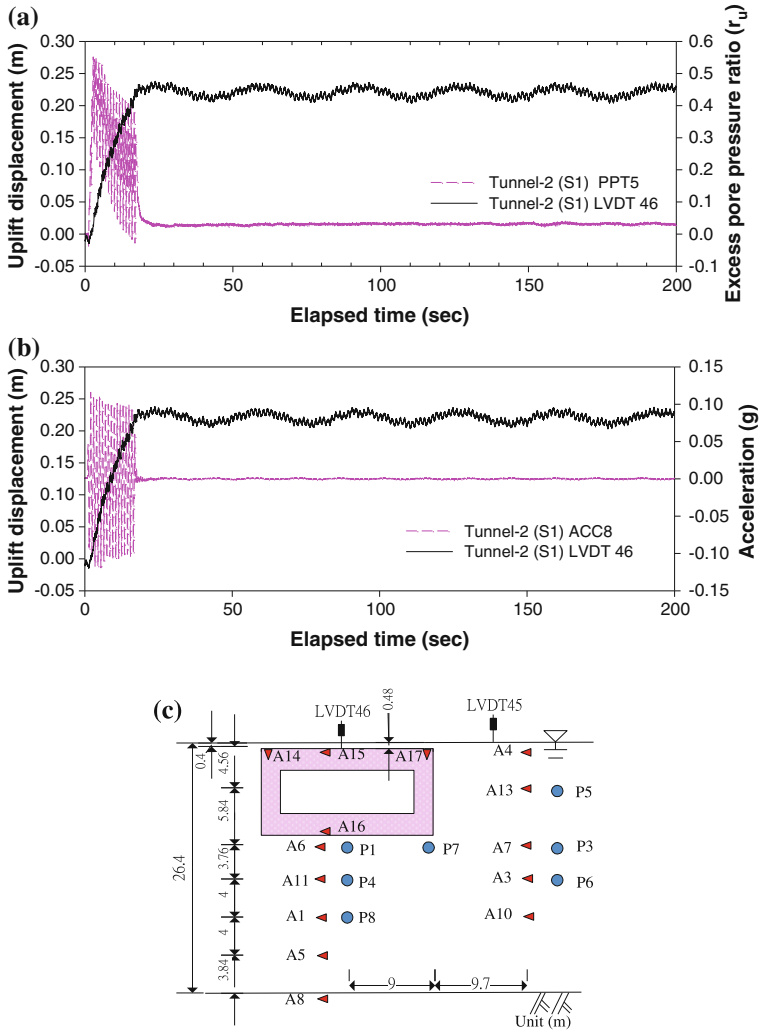 (a)
Uplift displacement (m)
0.30
0.25
0.20
0.15
0.10
0.05
0.00
-0.05
Excess pore pressure ratio (ru)
0.6
0.5
0.4
0.3
0.2
0.1
0.0
-0.1
Tunnel-2 (S1) PPT5
Tunnel-2 (S1) LVDT 46
0 50 100 150 200
Elapsed time (sec)
(b)
Uplift displacement (m)
0.30
0.25
0.20
0.15
0.10
0.05
0.00
-0.05
Acceleration (g)
0.15
0.10
0.05
0.00
-0.05
-0.10
-0.15
Tunnel-2 (S1) ACC8
Tunnel-2 (S1) LVDT 46
0 50 100 150 200
Elapsed time (sec)
(c)
LVDT46
0.48
LVDT45
0.4
4.56
A14
A15
A17
A4
5.84
A13
P5
A16
A6
P1
P7
A7
P3
3.76
26.4
A11
P4
A3
P6
4
A1
P8
A10
4
A5
3.84
9
9.7
A8
Unit (m)